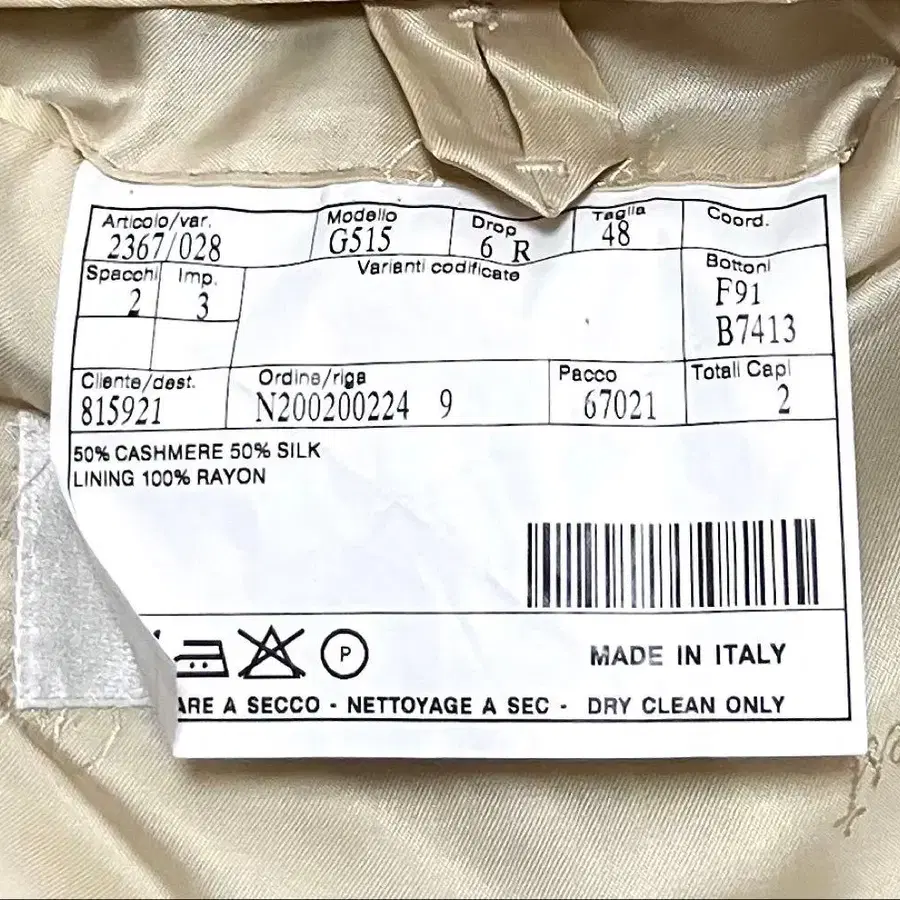 Articolo/var. Modello Drop Taglia Coord.
2367/028 G515 6 R 48
Spacchi Imp. Varianti codificate Bottoni
2 3 F91
B7413
Cliente/dest. Ordine/riga Pacco Totali Capi
815921 N200200224 9 67021 2
50% CASHMERE 50% SILK
LINING 100% RAYON
P MADE IN ITALY
ARE A SECCO - NETTOYAGE A SEC - DRY CLEAN ONLY